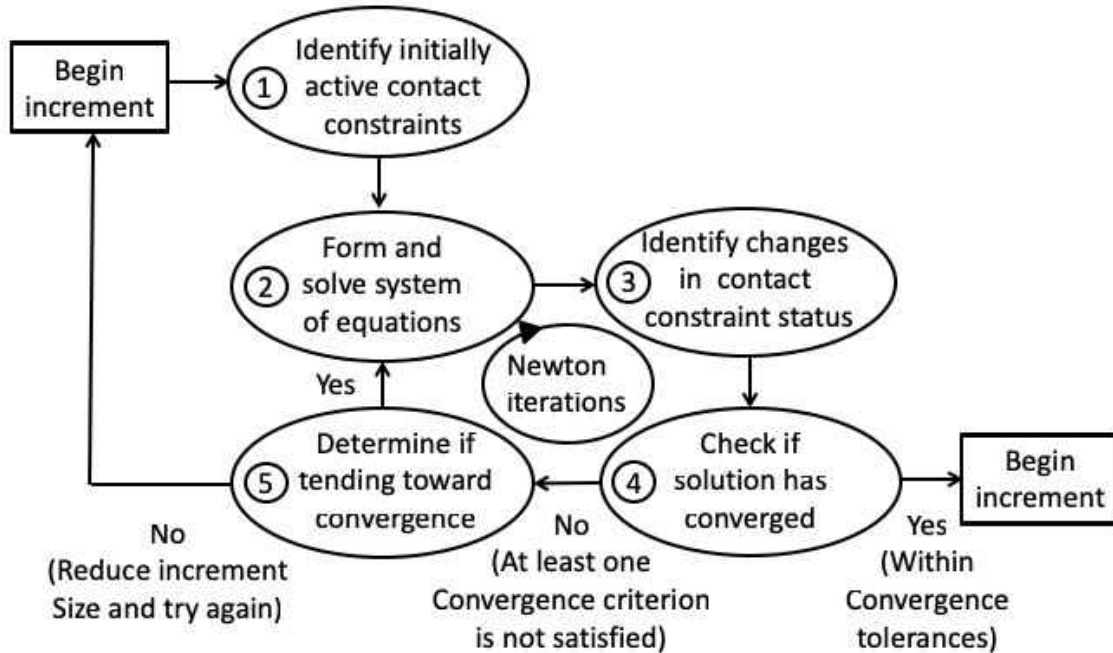 Begin
increment
1
Identify initially
active contact
constraints
2
Form and
solve system
of equations
3
Identify changes
in contact
constraint status
Newton
iterations
Yes
5
Determine if
tending toward
convergence
4
Check if
solution has
converged
Begin
increment
No
(Reduce increment
Size and try again)
No
(At least one
Convergence criterion
is not satisfied)
Yes
(Within
Convergence
tolerances)